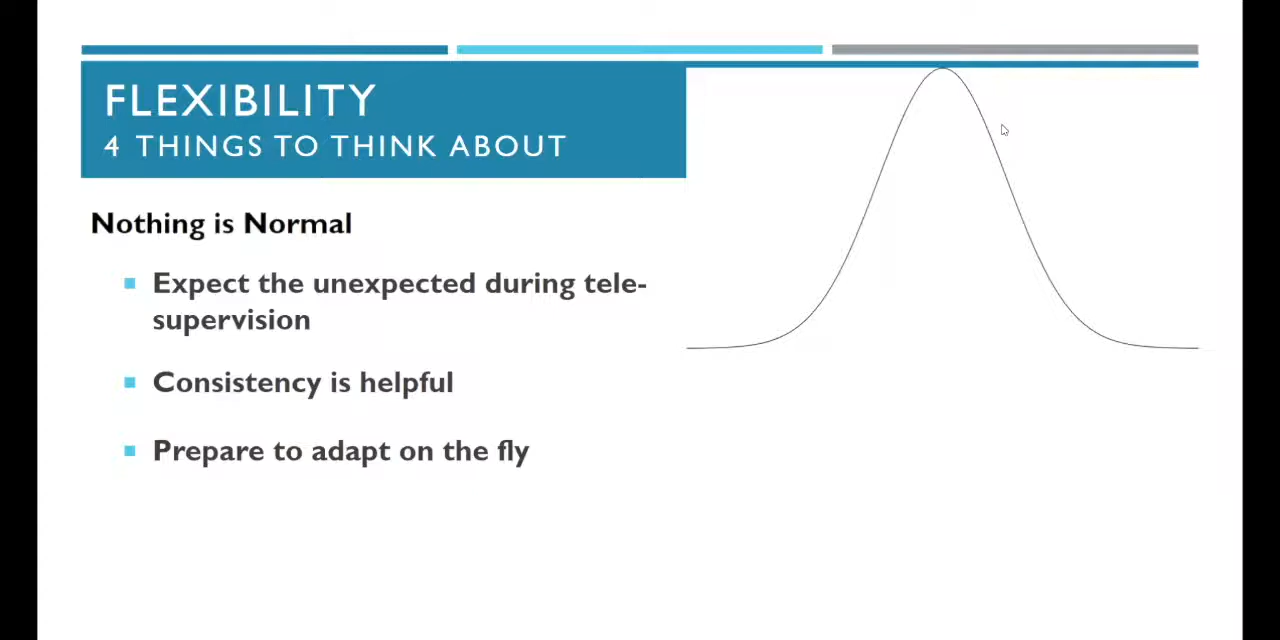 FLEXIBILITY
4 THINGS TO THINK ABOUT
Nothing is Normal
Expect the unexpected during tele-
supervision
Consistency is helpful
Prepare to adapt on the fly